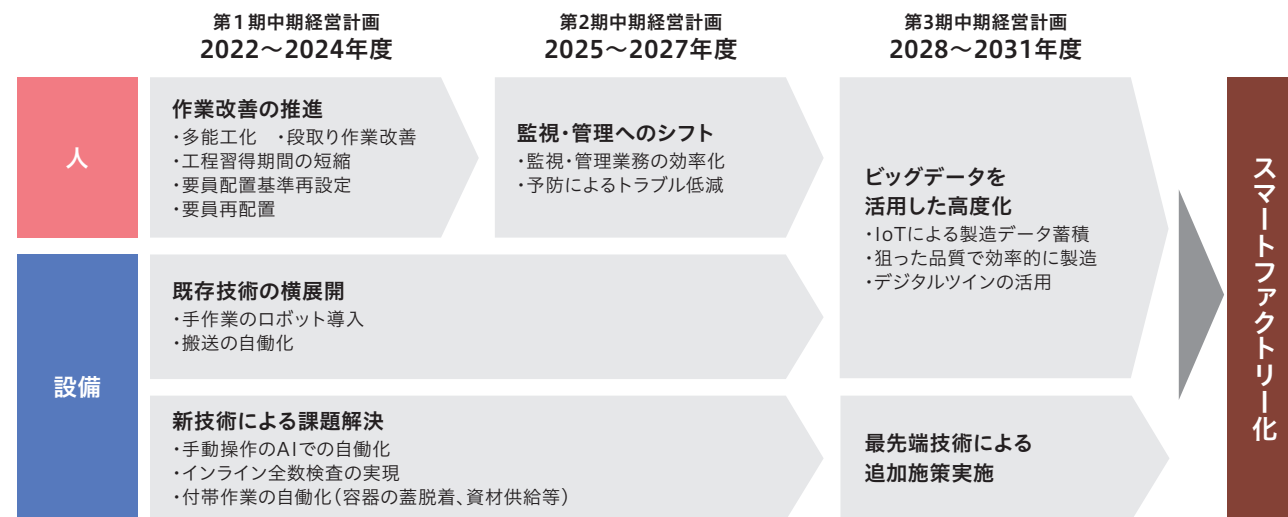 第1期中期経営計画
2022〜2024年度
第2期中期経営計画
2025〜2027年度
第3期中期経営計画
2028〜2031年度
人
作業改善の推進
・多能工化 ・段取り作業改善
・工程習得期間の短縮
・要員配置基準再設定
・要員再配置
監視・管理へのシフト
・監視・管理業務の効率化
・予防によるトラブル低減
ビッグデータを
活用した高度化
・IoTによる製造データ蓄積
・狙った品質で効率的に製造
・デジタルツインの活用
設備
既存技術の横展開
・手作業のロボット導入
・搬送の自働化
新技術による課題解決
・手動操作のAIでの自働化
・インライン全数検査の実現
・付帯作業の自働化（容器の蓋脱着、資材供給等）
最先端技術による
追加施策実施
スマートファクトリー化